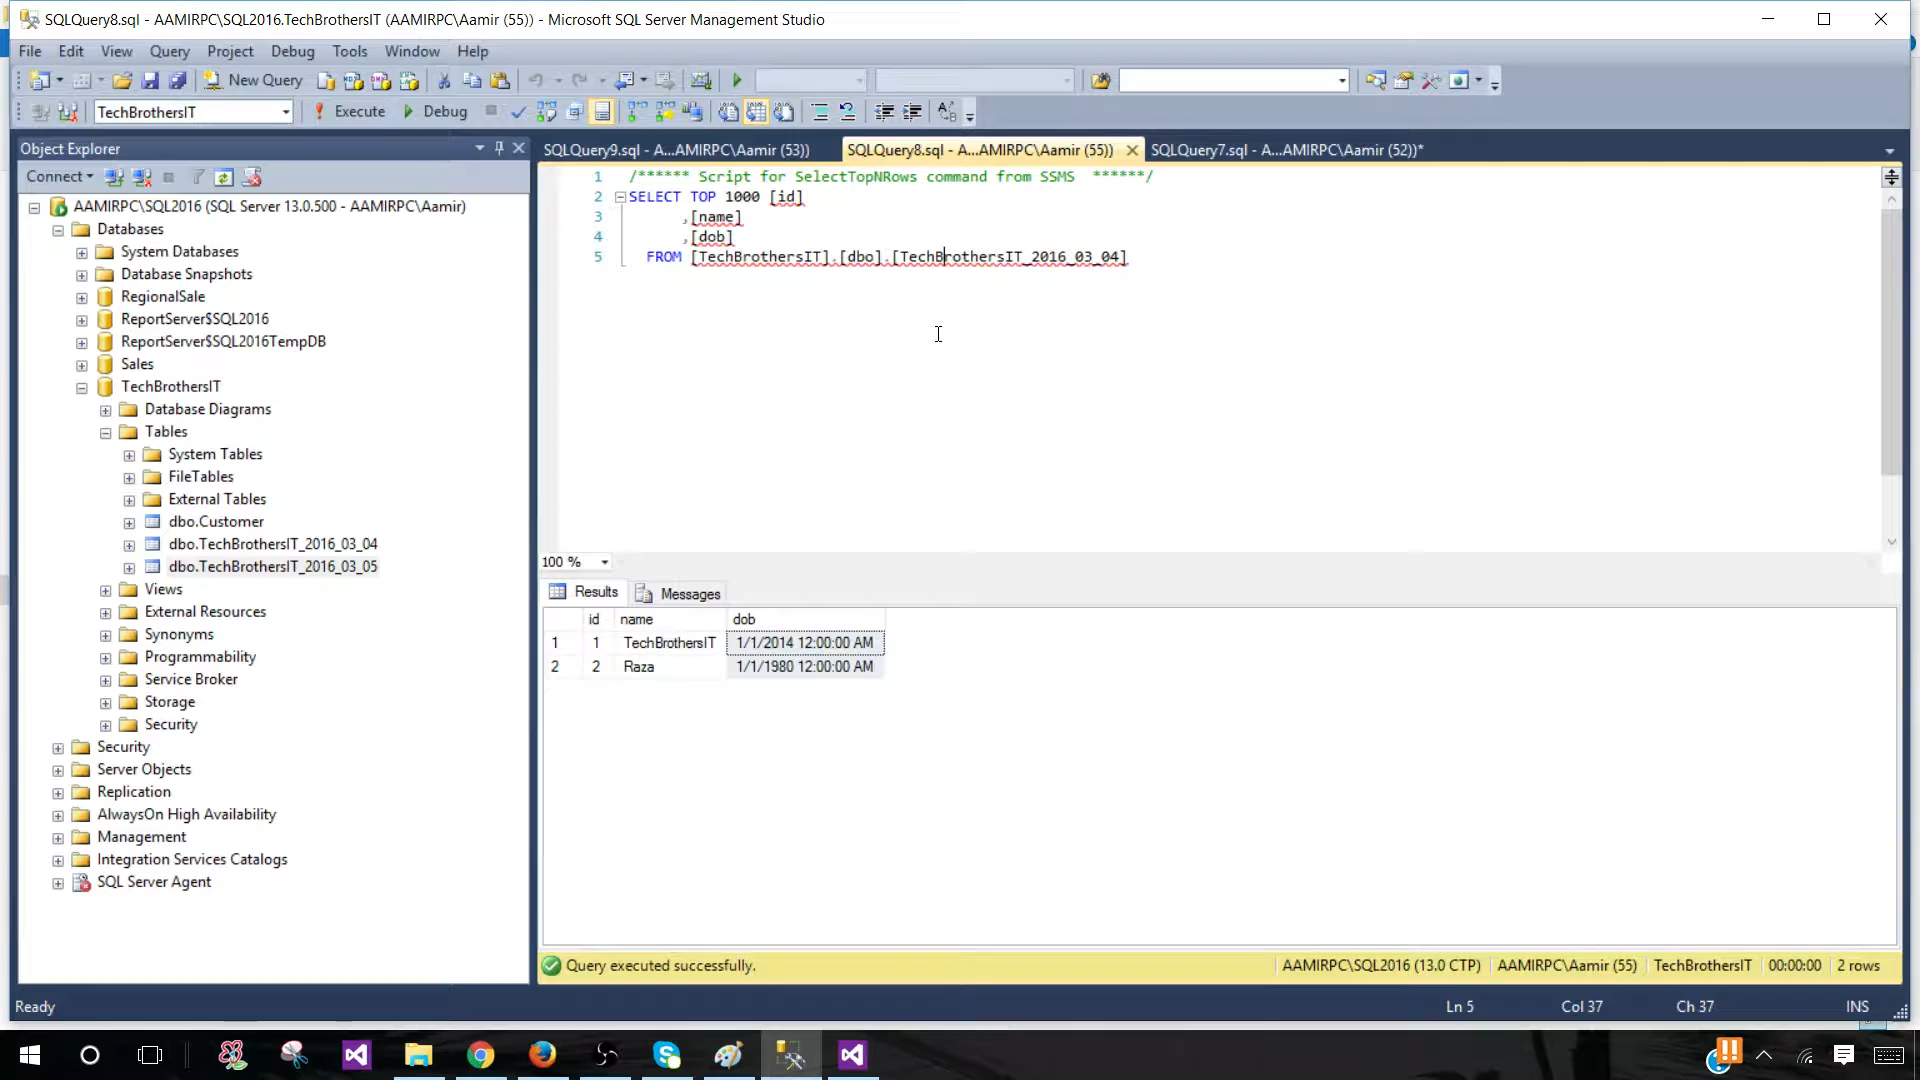 SQLQuery8.sql - AAMIRPC\SQL2016.TechBrothersIT (AAMIRPC\Aamir (55)) - Microsoft SQL Server Management Studio
File Edit View Query Project Debug Tools Window Help
New Query
TechBrothersIT Execute Debug
Object Explorer
Connect
AAMIRPC\SQL2016 (SQL Server 13.0.500 - AAMIRPC\Aamir)
Databases
System Databases
Database Snapshots
RegionalSale
ReportServer$SQL2016
ReportServer$SQL2016TempDB
Sales
TechBrothersIT
Database Diagrams
Tables
System Tables
FileTables
External Tables
dbo.Customer
dbo.TechBrothersIT_2016_03_04
dbo.TechBrothersIT_2016_03_05
Views
External Resources
Synonyms
Programmability
Service Broker
Storage
Security
Security
Server Objects
Replication
AlwaysOn High Availability
Management
Integration Services Catalogs
SQL Server Agent
SQLQuery9.sql - A...AMIRPC\Aamir (53)) SQLQuery8.sql - A...AMIRPC\Aamir (55)) SQLQuery7.sql - A...AMIRPC\Aamir (52))*
1 /****** Script for SelectTopNRows command from SSMS ******/
2 SELECT TOP 1000 [id]
3 ,[name]
4 ,[dob]
5 FROM [TechBrothersIT].[dbo].[TechBrothersIT_2016_03_04]
100 %
Results Messages
id name dob
1 1 TechBrothersIT 1/1/2014 12:00:00 AM
2 2 Raza 1/1/1980 12:00:00 AM
Query executed successfully. AAMIRPC\SQL2016 (13.0 CTP) AAMIRPC\Aamir (55) TechBrothersIT 00:00:00 2 rows
Ready Ln 5 Col 37 Ch 37 INS